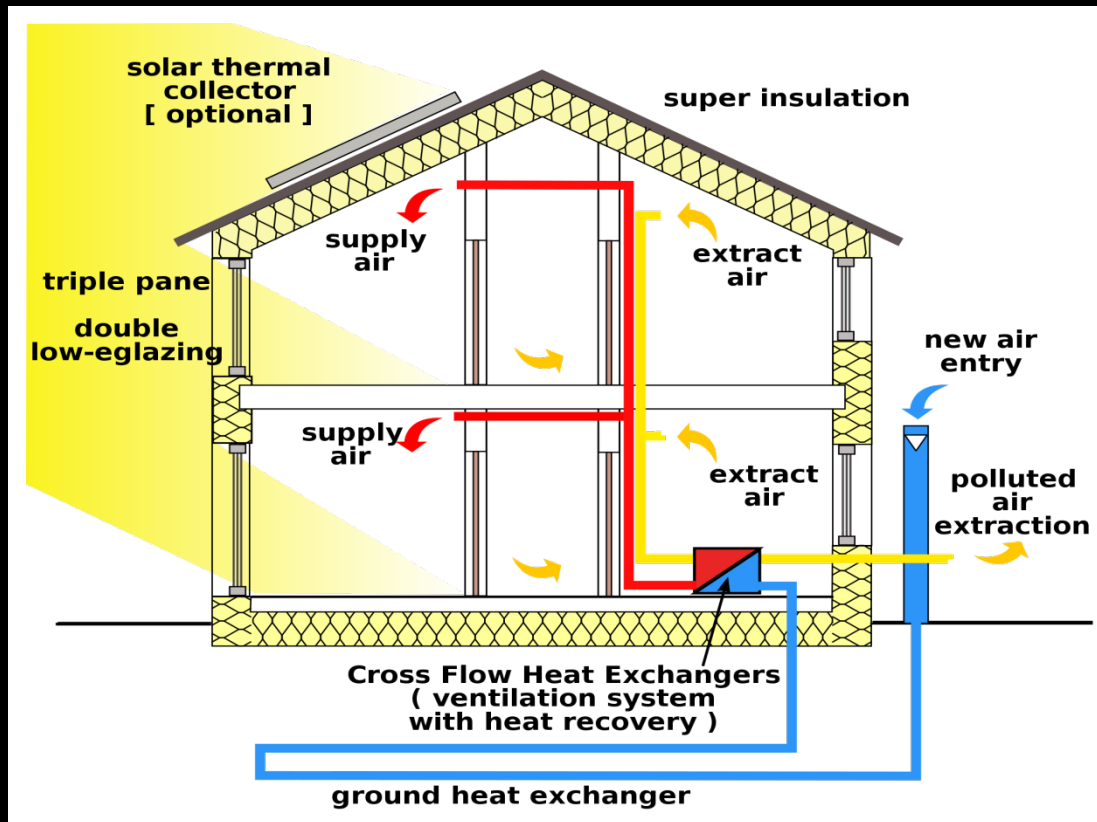 solar thermal
collector
[ optional ]
super insulation
supply
air
extract
air
triple pane
double
low-eglazing
new air
entry
supply
air
extract
air
polluted
air
extraction
Cross Flow Heat Exchangers
( ventilation system
with heat recovery )
ground heat exchanger